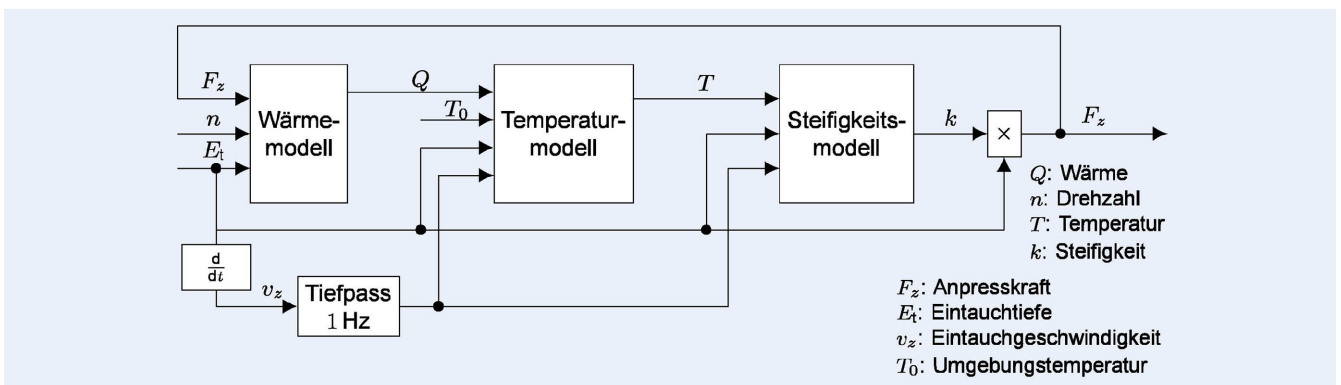 F_z
n
E_t
Wärme-
modell
Q
T_0
Temperatur-
modell
T
Steifigkeits-
modell
k
×
F_z
d
dt
v_z
Tiefpass
1 Hz
Q: Wärme
n: Drehzahl
T: Temperatur
k: Steifigkeit
F_z: Anpresskraft
E_t: Eintauchtiefe
v_z: Eintauchgeschwindigkeit
T_0: Umgebungstemperatur